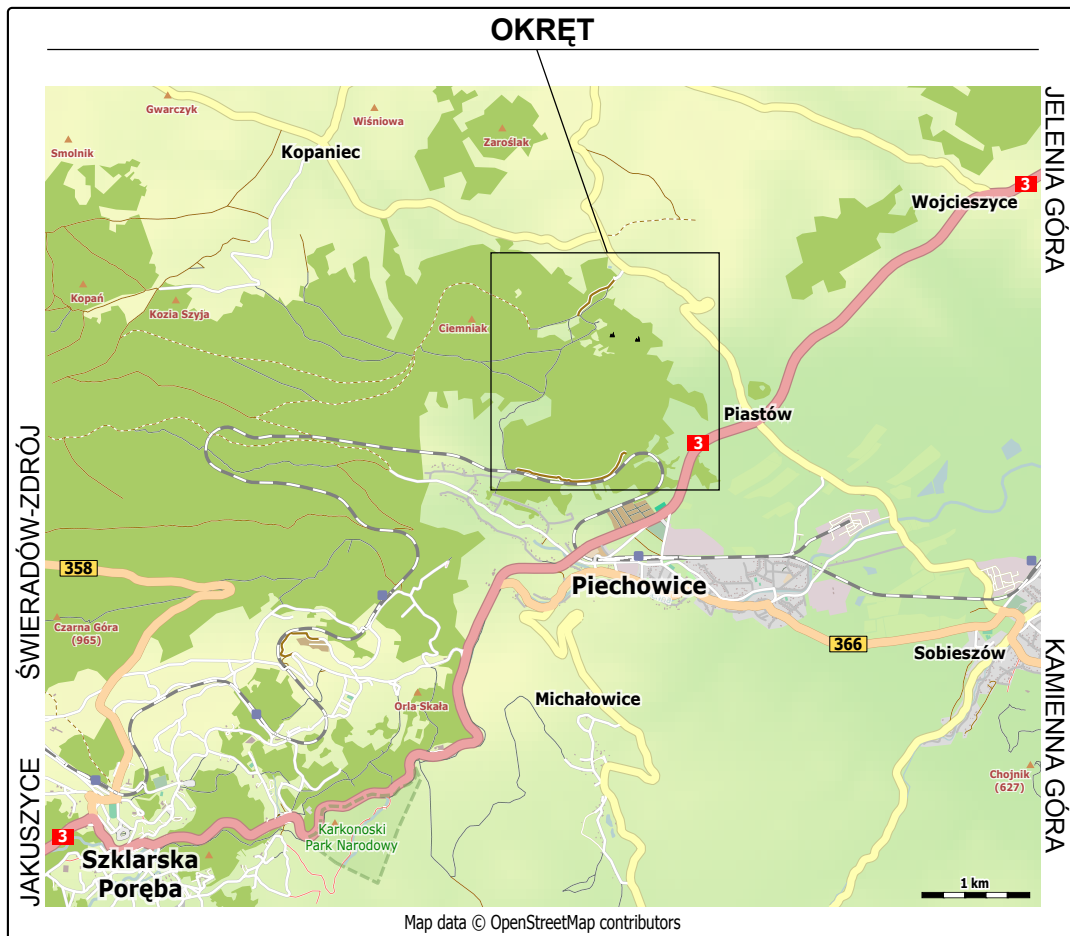 OKRĘT
Gwarczyk
Wiśniowa
Smolnik
Kopaniec
Zaroślak
JELENIA GÓRA
3
Wojcieszyce
Kopań
Kozia Szyja
Ciemniak
Piastów
3
ŚWIERADÓW-ZDRÓJ
358
Piechowice
Czarna Góra
(965)
366
Sobieszów
KAMIENNA GÓRA
Orla Skała
Michałowice
Chojnik
(627)
JAKUSZYCE
3
Karkonoski
Park Narodowy
Szklarska
Poręba
1 km
Map data © OpenStreetMap contributors